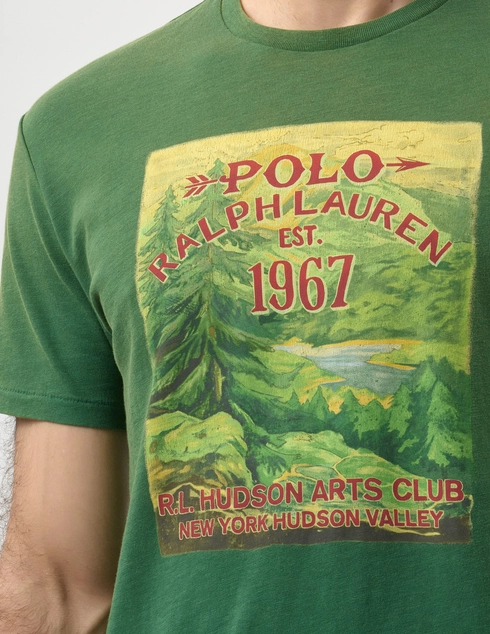 POLO
RALPH LAUREN
EST.
1967
R.L. HUDSON ARTS CLUB
NEW YORK HUDSON VALLEY